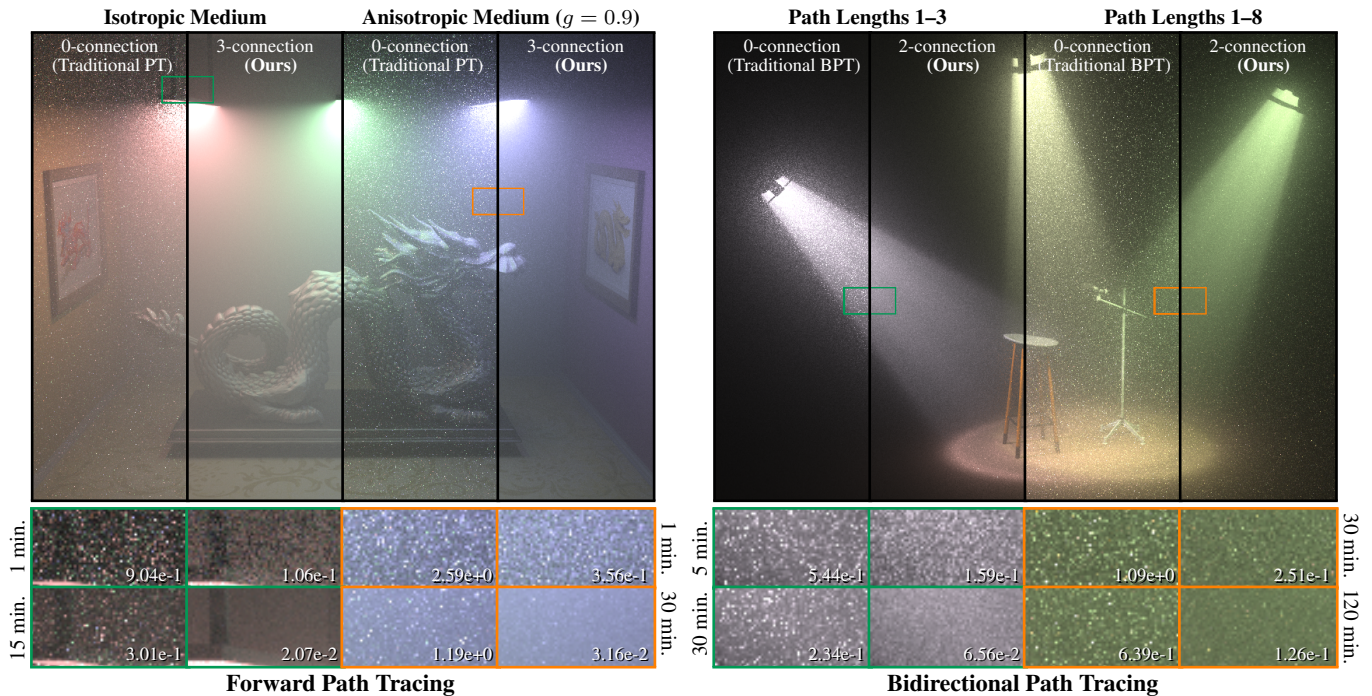 Isotropic Medium
Anisotropic Medium (g = 0.9)
0-connection
(Traditional PT)
3-connection
(Ours)
0-connection
(Traditional PT)
3-connection
(Ours)
1 min.
9.04e-1
1.06e-1
2.59e+0
3.56e-1
1 min.
15 min.
3.01e-1
2.07e-2
1.19e+0
3.16e-2
30 min.
Forward Path Tracing
Path Lengths 1–3
Path Lengths 1–8
0-connection
(Traditional BPT)
2-connection
(Ours)
0-connection
(Traditional BPT)
2-connection
(Ours)
5 min.
5.44e-1
1.59e-1
1.09e+0
2.51e-1
30 min.
30 min.
2.34e-1
6.56e-2
6.39e-1
1.26e-1
120 min.
Bidirectional Path Tracing